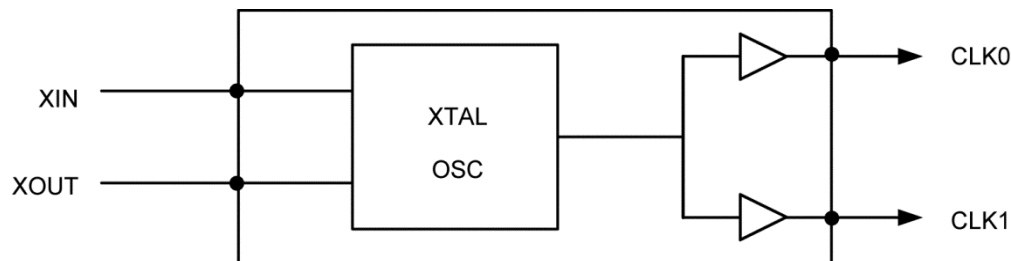 XIN
XOUT
XTAL
OSC
CLK0
CLK1